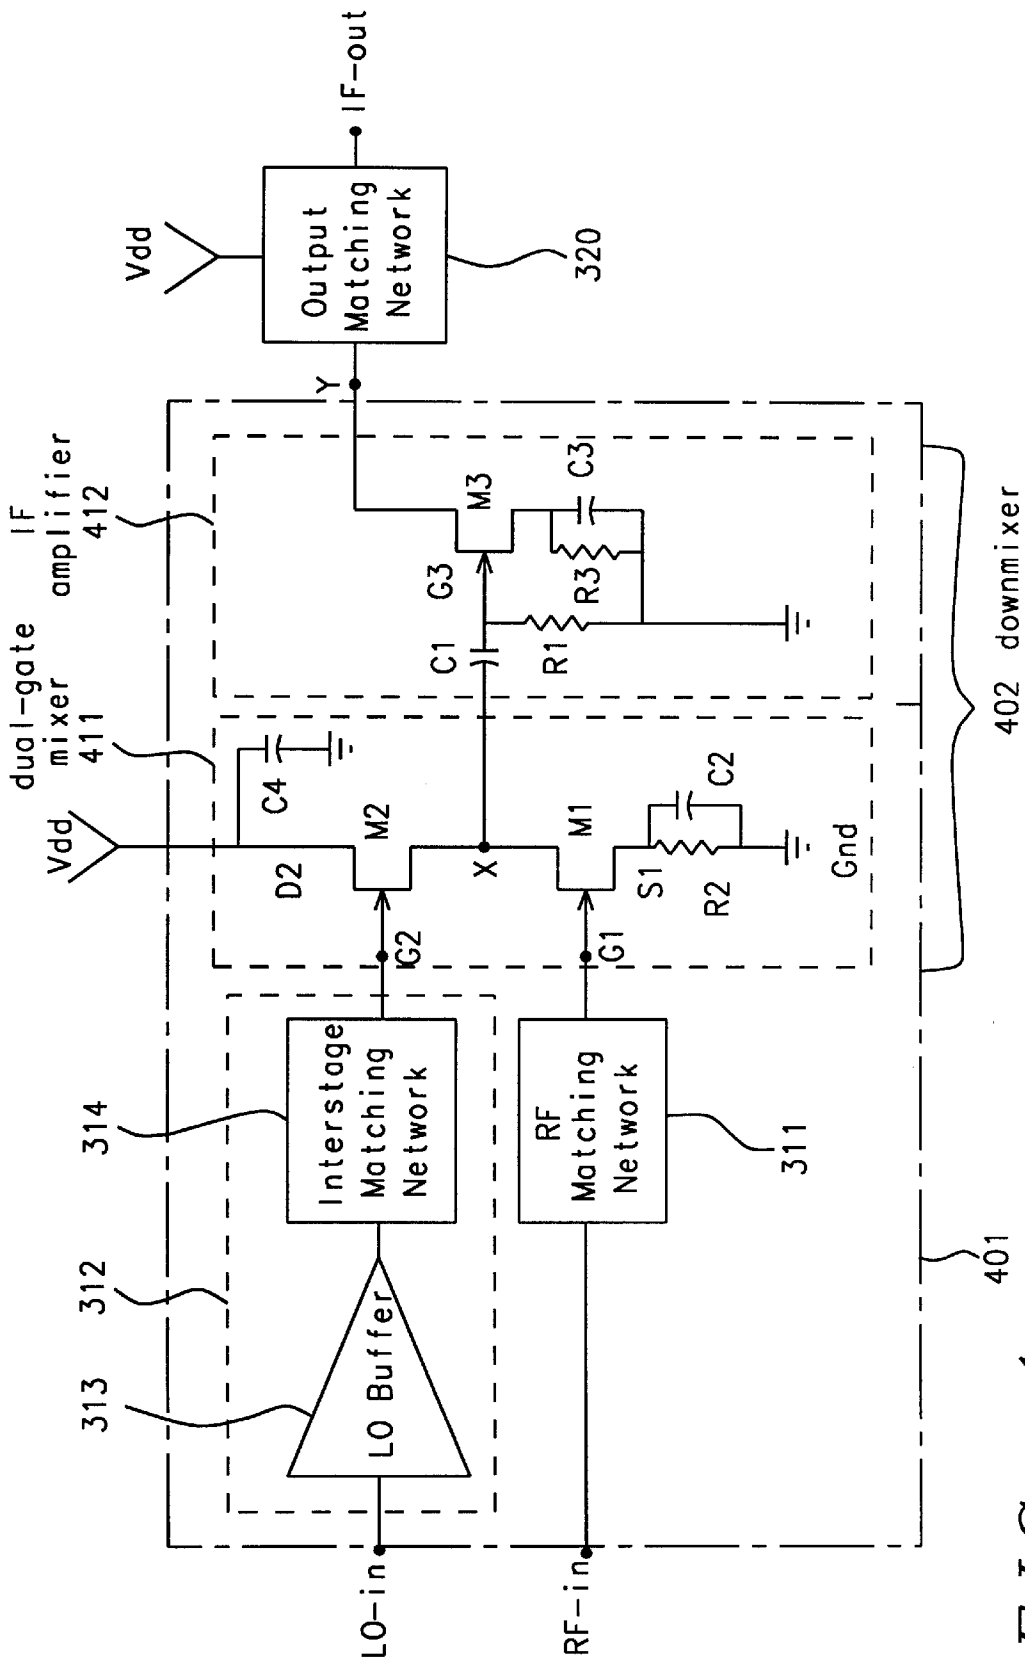 dual-gate
mixer
411
IF
amplifier
412
Vdd
Vdd
C4
D2
M2
G2
X
C1
G3
M3
C3
R3
R1
Y
Output
Matching
Network
320
IF-out
312
313
314
LO-in
LO Buffer
Interstage
Matching
Network
RF-in
RF
Matching
Network
311
G1
M1
S1
C2
R2
Gnd
401
402 downmixer